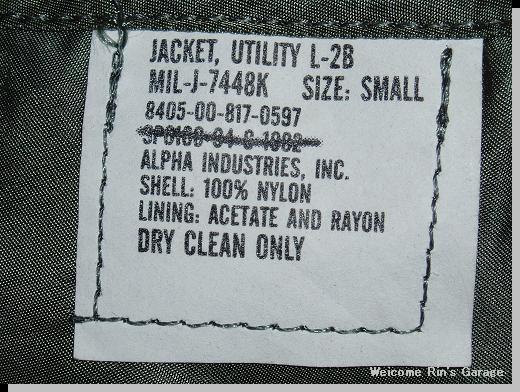 JACKET, UTILITY L-2B
MIL-J-7448K SIZE: SMALL
8405-00-817-0597
ALPHA INDUSTRIES, INC.
SHELL: 100% NYLON
LINING: ACETATE AND RAYON
DRY CLEAN ONLY
Welcome Rin's Garage